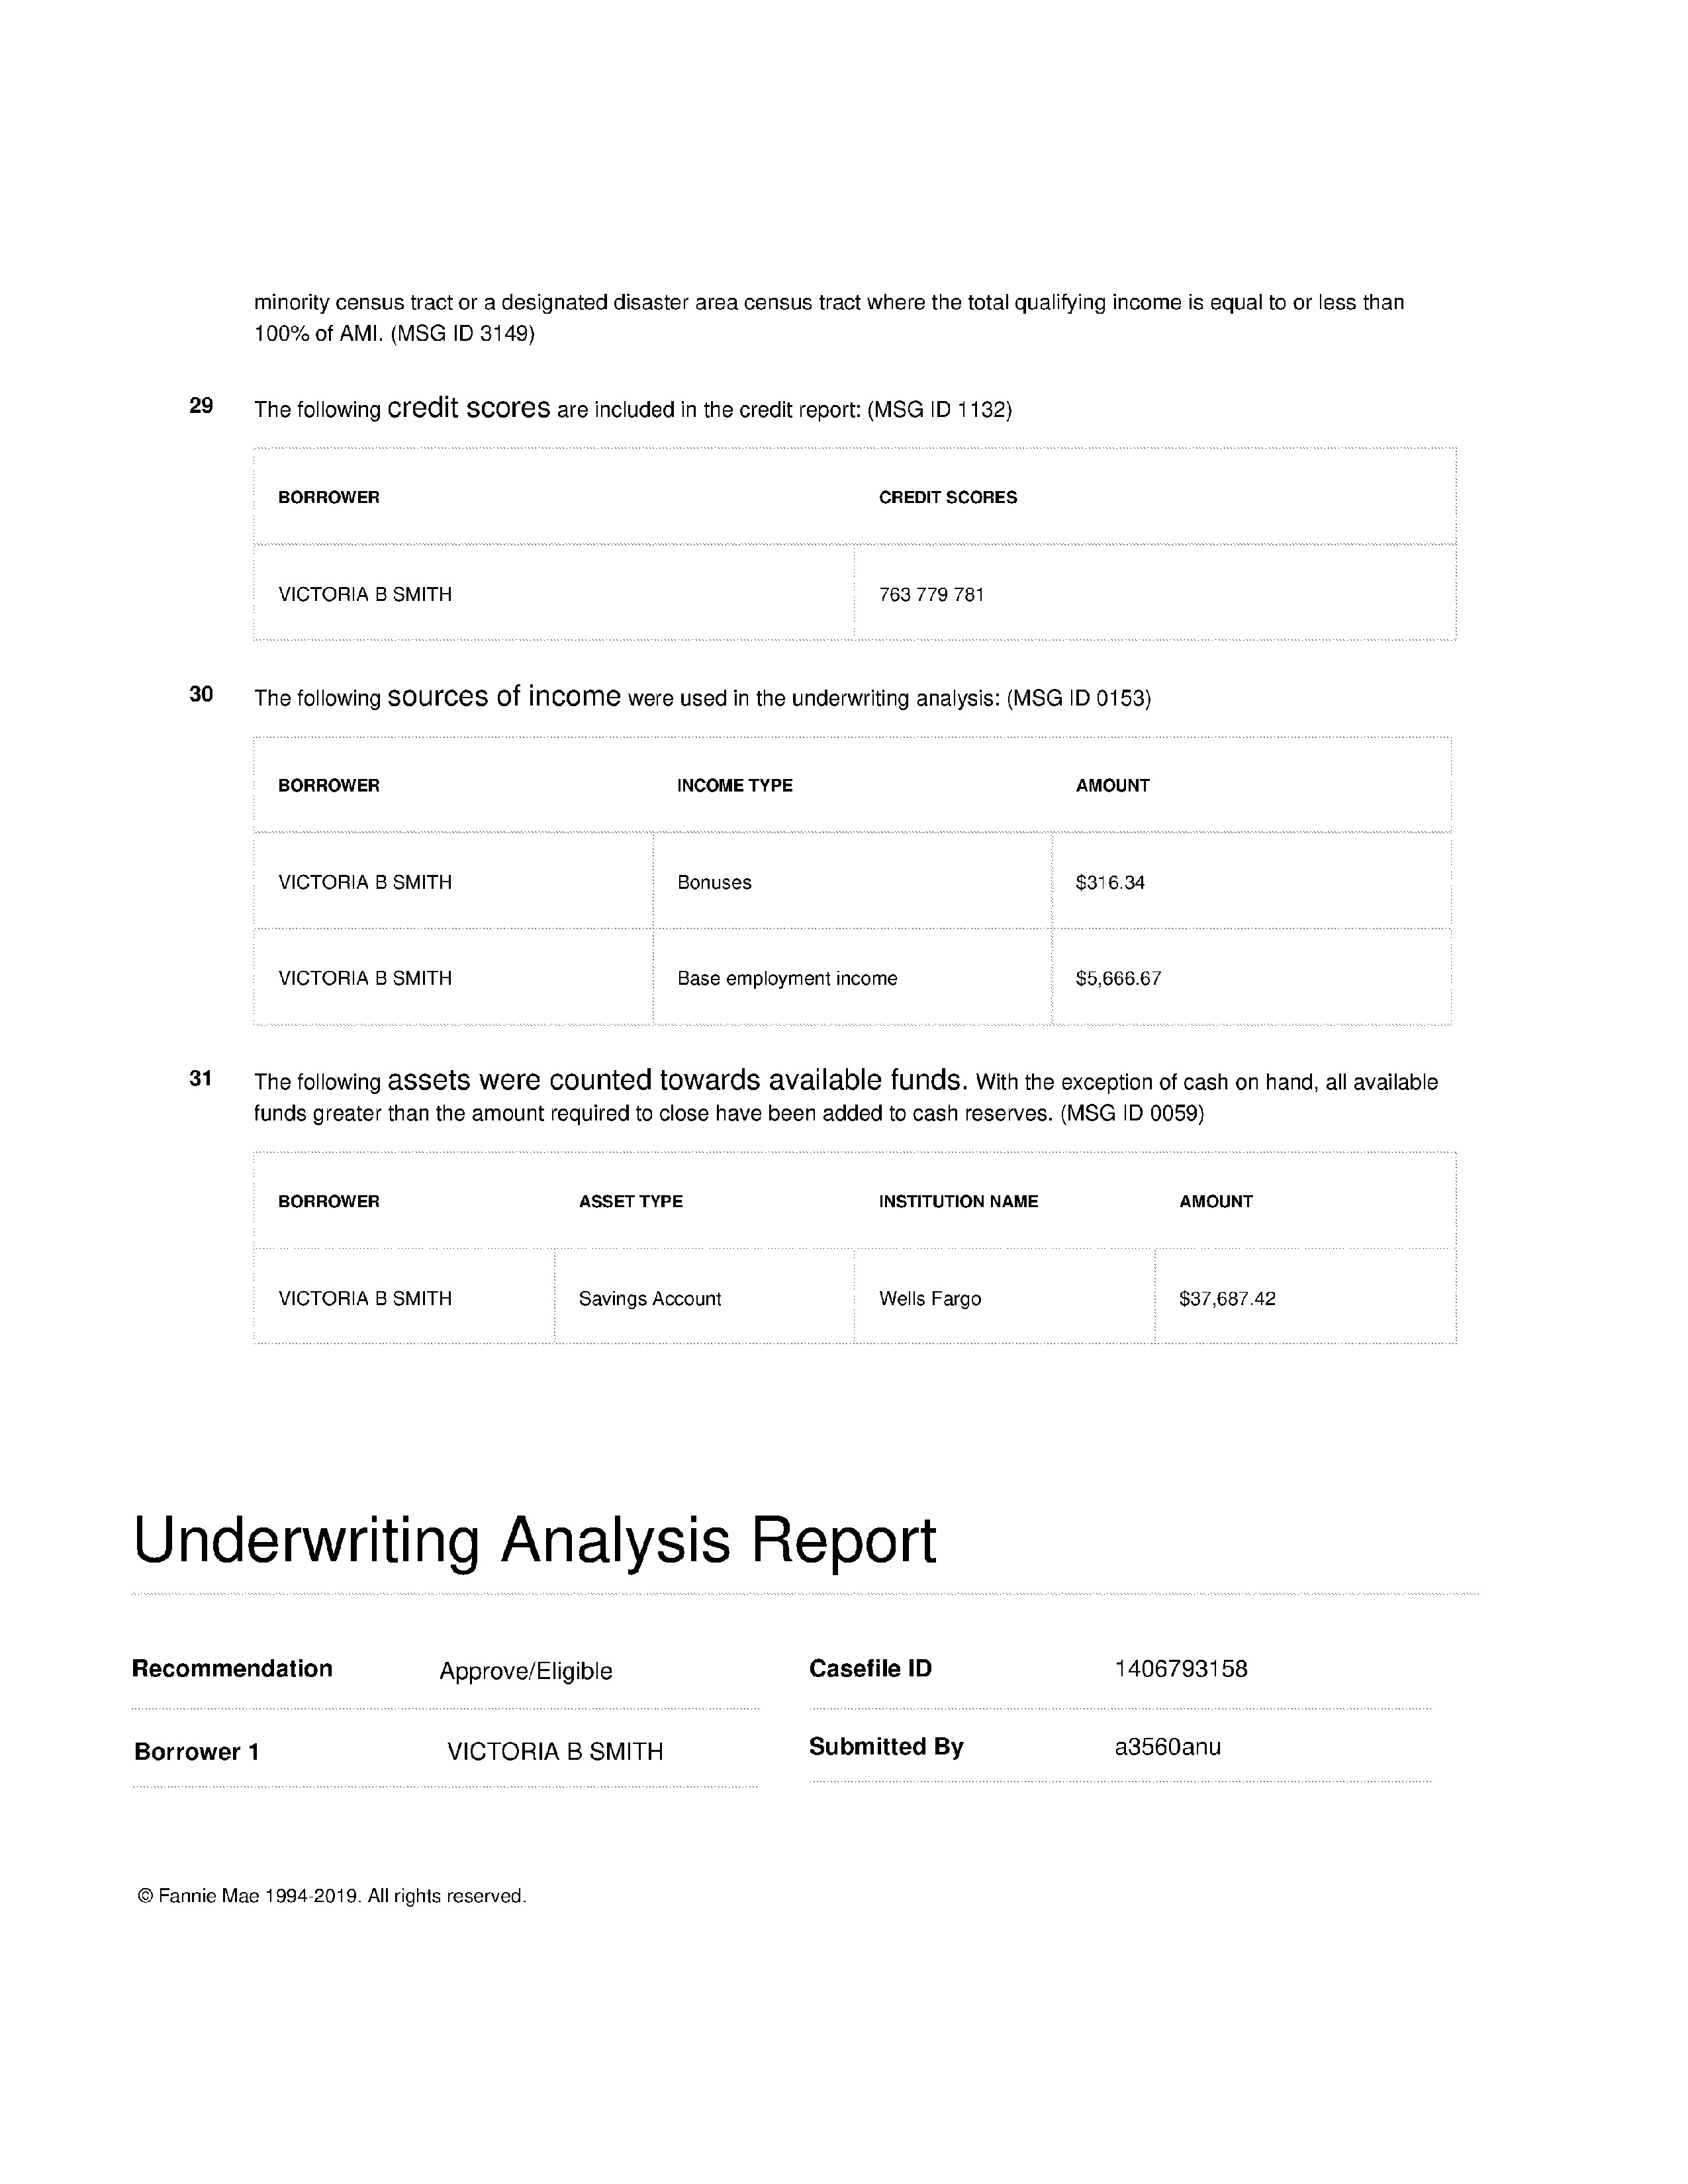 minority census tract or a designated disaster area census tract where the total qualifying income is equal to or less than
100% of AMI. (MSG ID 3149)
29 The following credit scores are included in the credit report: (MSG ID 1132)
BORROWER CREDIT SCORES
VICTORIA B SMITH 763 779 781
30 The following sources of income were used in the underwriting analysis: (MSG ID 0153)
BORROWER INCOME TYPE AMOUNT
VICTORIA B SMITH Bonuses $316.34
VICTORIA B SMITH Base employment income $5,666.67
31 The following assets were counted towards available funds. With the exception of cash on hand, all available
funds greater than the amount required to close have been added to cash reserves. (MSG ID 0059)
BORROWER ASSET TYPE INSTITUTION NAME AMOUNT
VICTORIA B SMITH Savings Account Wells Fargo $37,687.42
Underwriting Analysis Report
Recommendation Approve/Eligible Casefile ID 1406793158
Borrower 1 VICTORIA B SMITH Submitted By a3560anu
© Fannie Mae 1994-2019. All rights reserved.